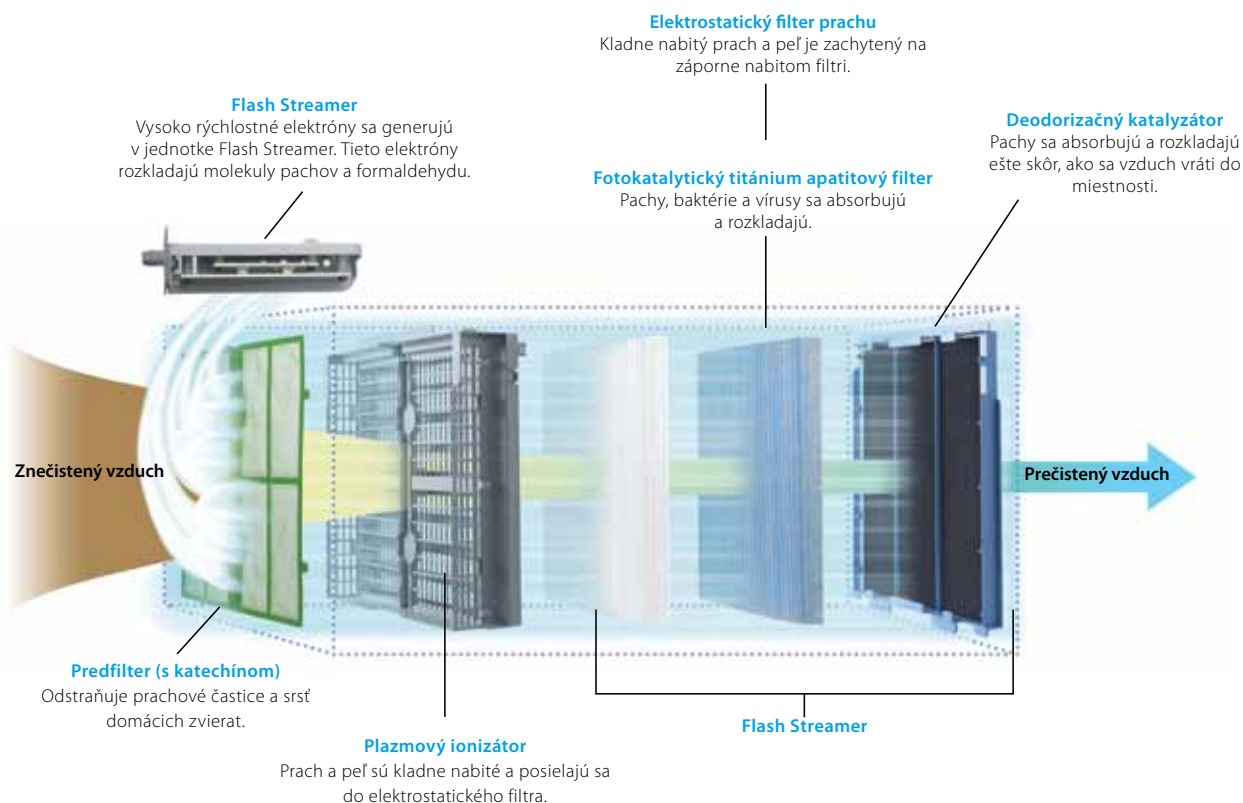 Elektrostatický filter prachu
Kladne nabitý prach a peľ je zachytený na
záporne nabitom filtri.
Flash Streamer
Vysoko rýchlostné elektróny sa generujú
v jednotke Flash Streamer. Tieto elektróny
rozkladajú molekuly pachov a formaldehydu.
Deodorizačný katalyzátor
Pachy sa absorbujú a rozkladajú
ešte skôr, ako sa vzduch vráti do
miestnosti.
Fotokatalytický titánium apatitový filter
Pachy, baktérie a vírusy sa absorbujú
a rozkladajú.
Znečistený vzduch
Prečistený vzduch
Predfilter (s katechínom)
Odstraňuje prachové častice a srsť
domácich zvierat.
Flash Streamer
Plazmový ionizátor
Prach a peľ sú kladne nabité a posielajú sa
do elektrostatického filtra.